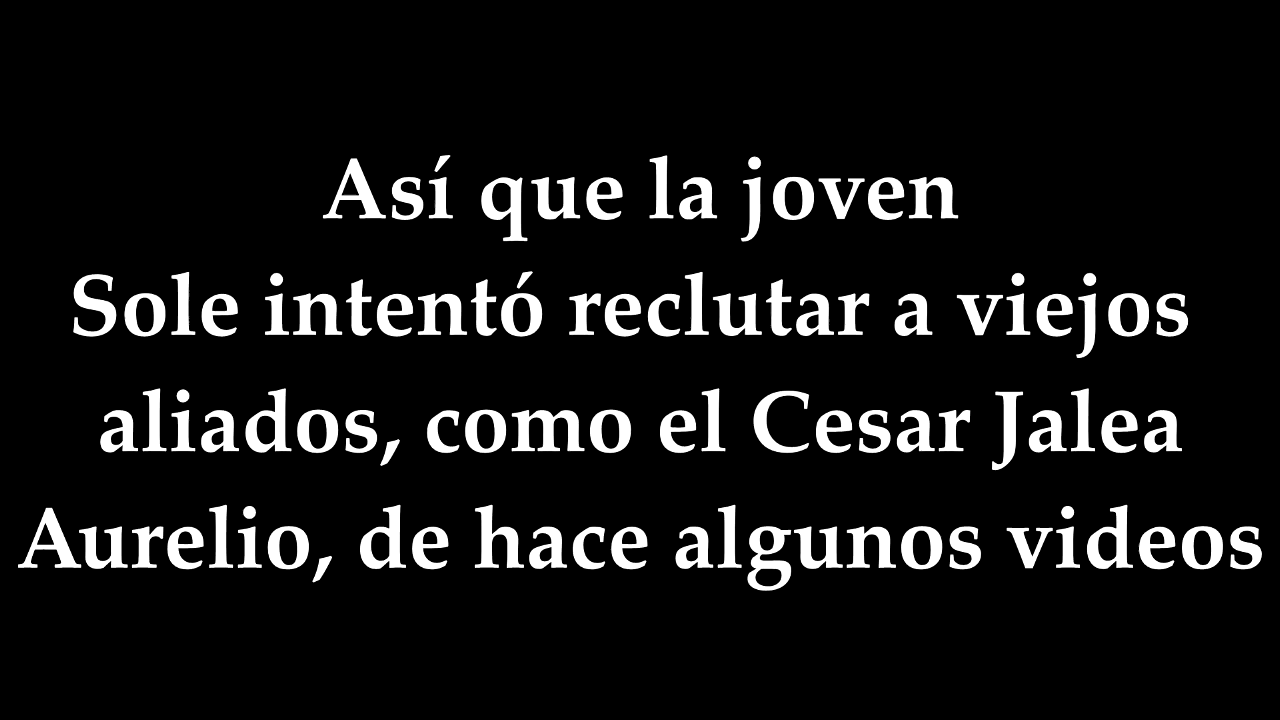 Así que la joven
Sole intentó reclutar a viejos
aliados, como el Cesar Jalea
Aurelio, de hace algunos videos